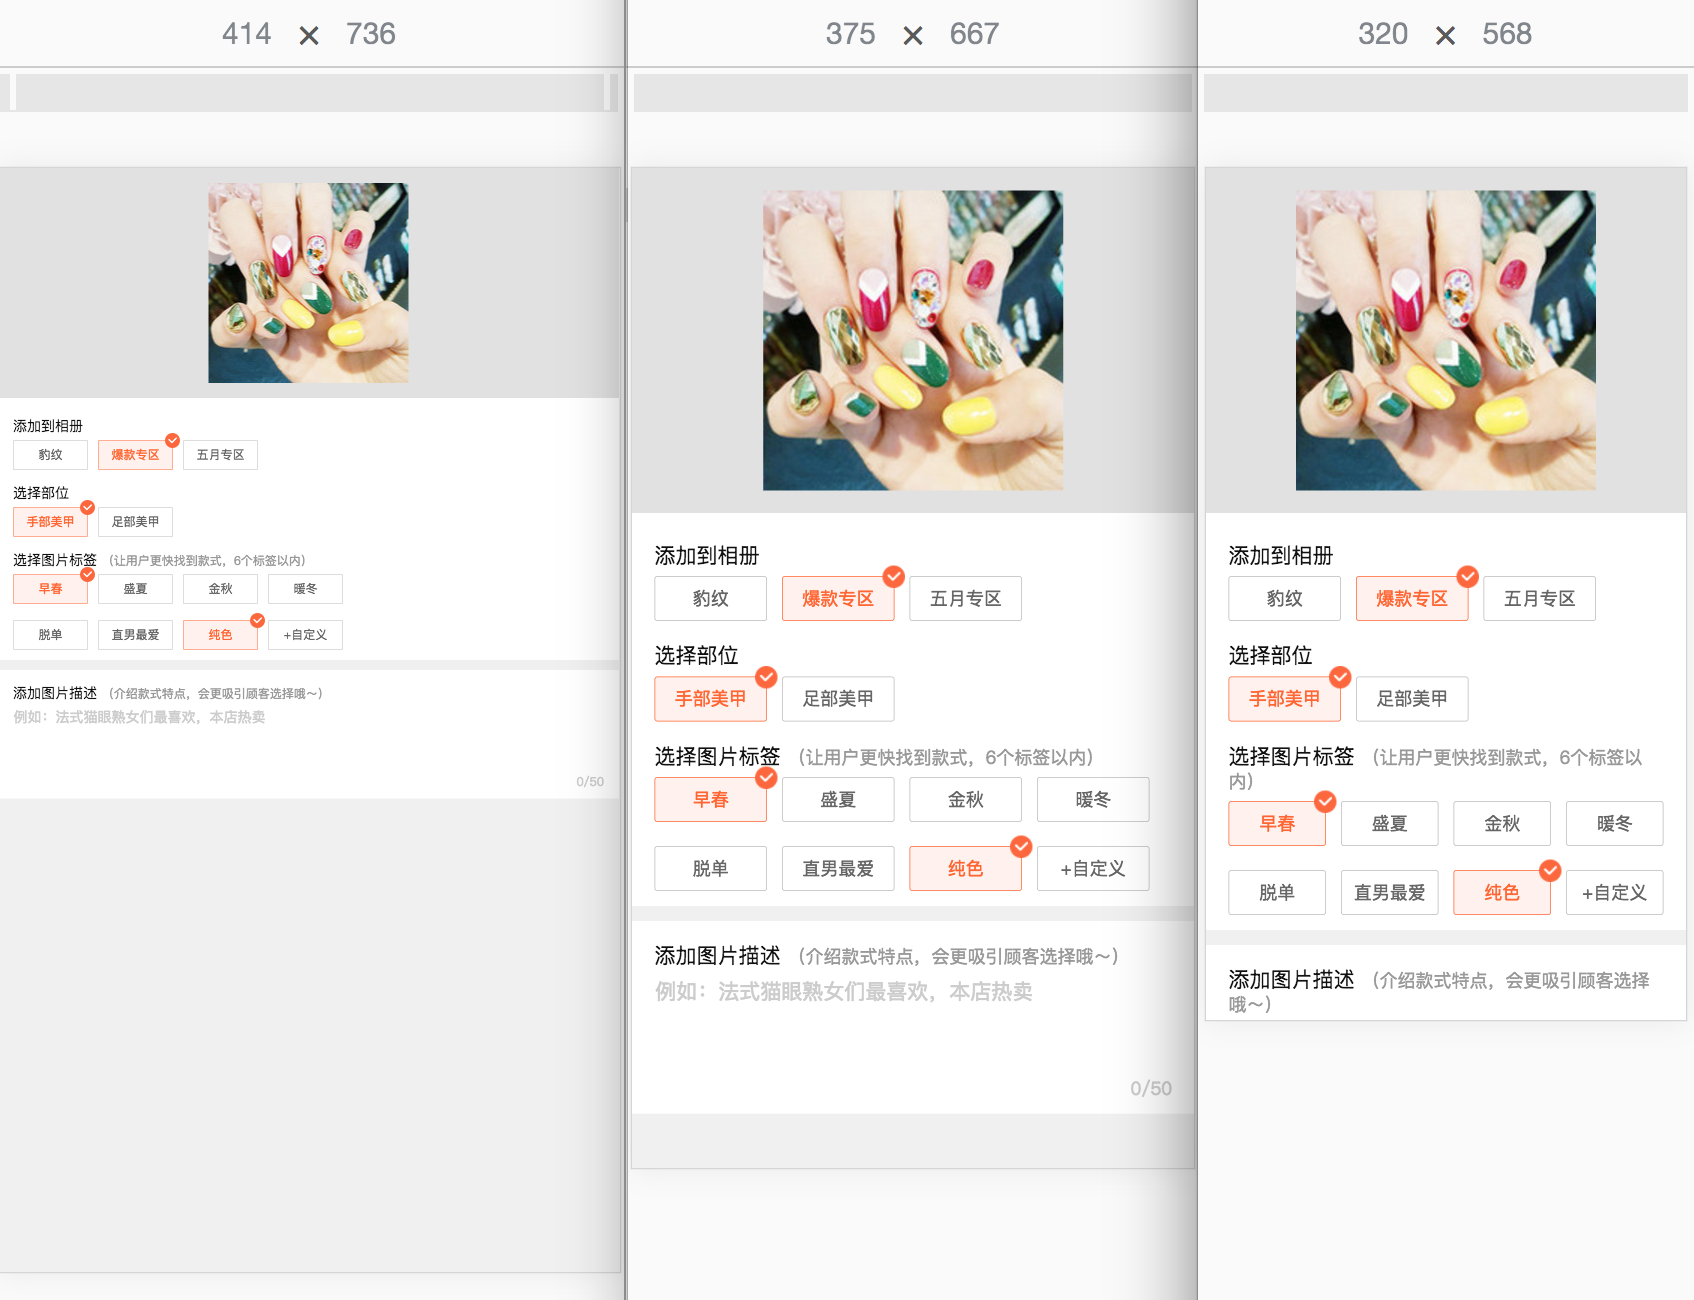 414 × 736
添加到相册
豹纹 爆款专区 五月专区
选择部位
手部美甲 足部美甲
选择图片标签 （让用户更快找到款式，6个标签以内）
早春 盛夏 金秋 暖冬
脱单 直男最爱 纯色 +自定义
添加图片描述 （介绍款式特点，会更吸引顾客选择哦～）
例如：法式猫眼熟女们最喜欢，本店热卖
0/50
375 × 667
添加到相册
豹纹 爆款专区 五月专区
选择部位
手部美甲 足部美甲
选择图片标签 （让用户更快找到款式，6个标签以内）
早春 盛夏 金秋 暖冬
脱单 直男最爱 纯色 +自定义
添加图片描述 （介绍款式特点，会更吸引顾客选择哦～）
例如：法式猫眼熟女们最喜欢，本店热卖
0/50
320 × 568
添加到相册
豹纹 爆款专区 五月专区
选择部位
手部美甲 足部美甲
选择图片标签 （让用户更快找到款式，6个标签以
内）
早春 盛夏 金秋 暖冬
脱单 直男最爱 纯色 +自定义
添加图片描述 （介绍款式特点，会更吸引顾客选择
哦～）